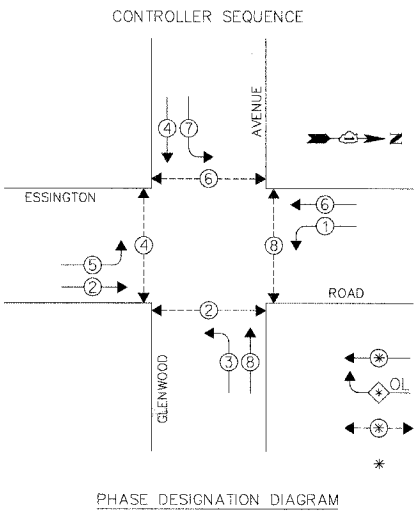 CONTROLLER SEQUENCE
AVENUE
4 7
N
6
ESSINGTON
6
1
4 8
5
2
ROAD
2
3 8
GLENWOOD
*
* OL
*
*
PHASE DESIGNATION DIAGRAM